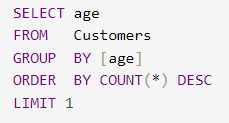 SELECT age
FROM   Customers
GROUP  BY [age]
ORDER  BY COUNT(*) DESC
LIMIT 1